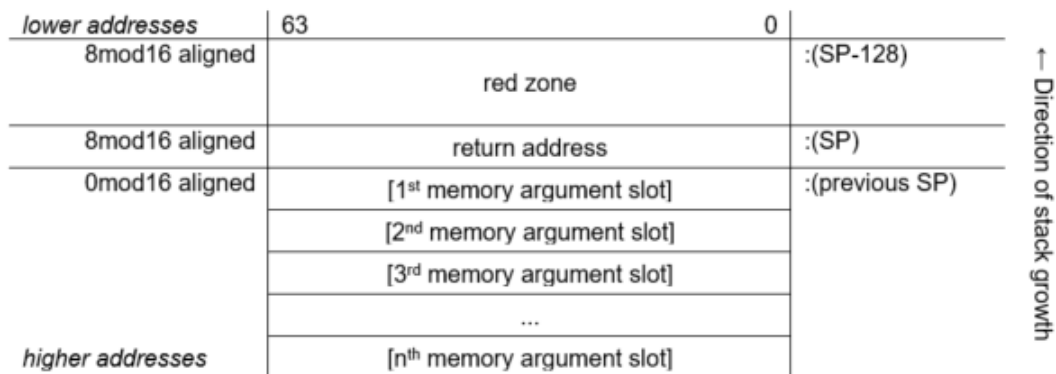 lower addresses 63 0
8mod16 aligned :(SP-128)
red zone
8mod16 aligned return address :(SP)
0mod16 aligned [1st memory argument slot] :(previous SP)
[2nd memory argument slot]
[3rd memory argument slot]
...
higher addresses [nth memory argument slot]
← Direction of stack growth